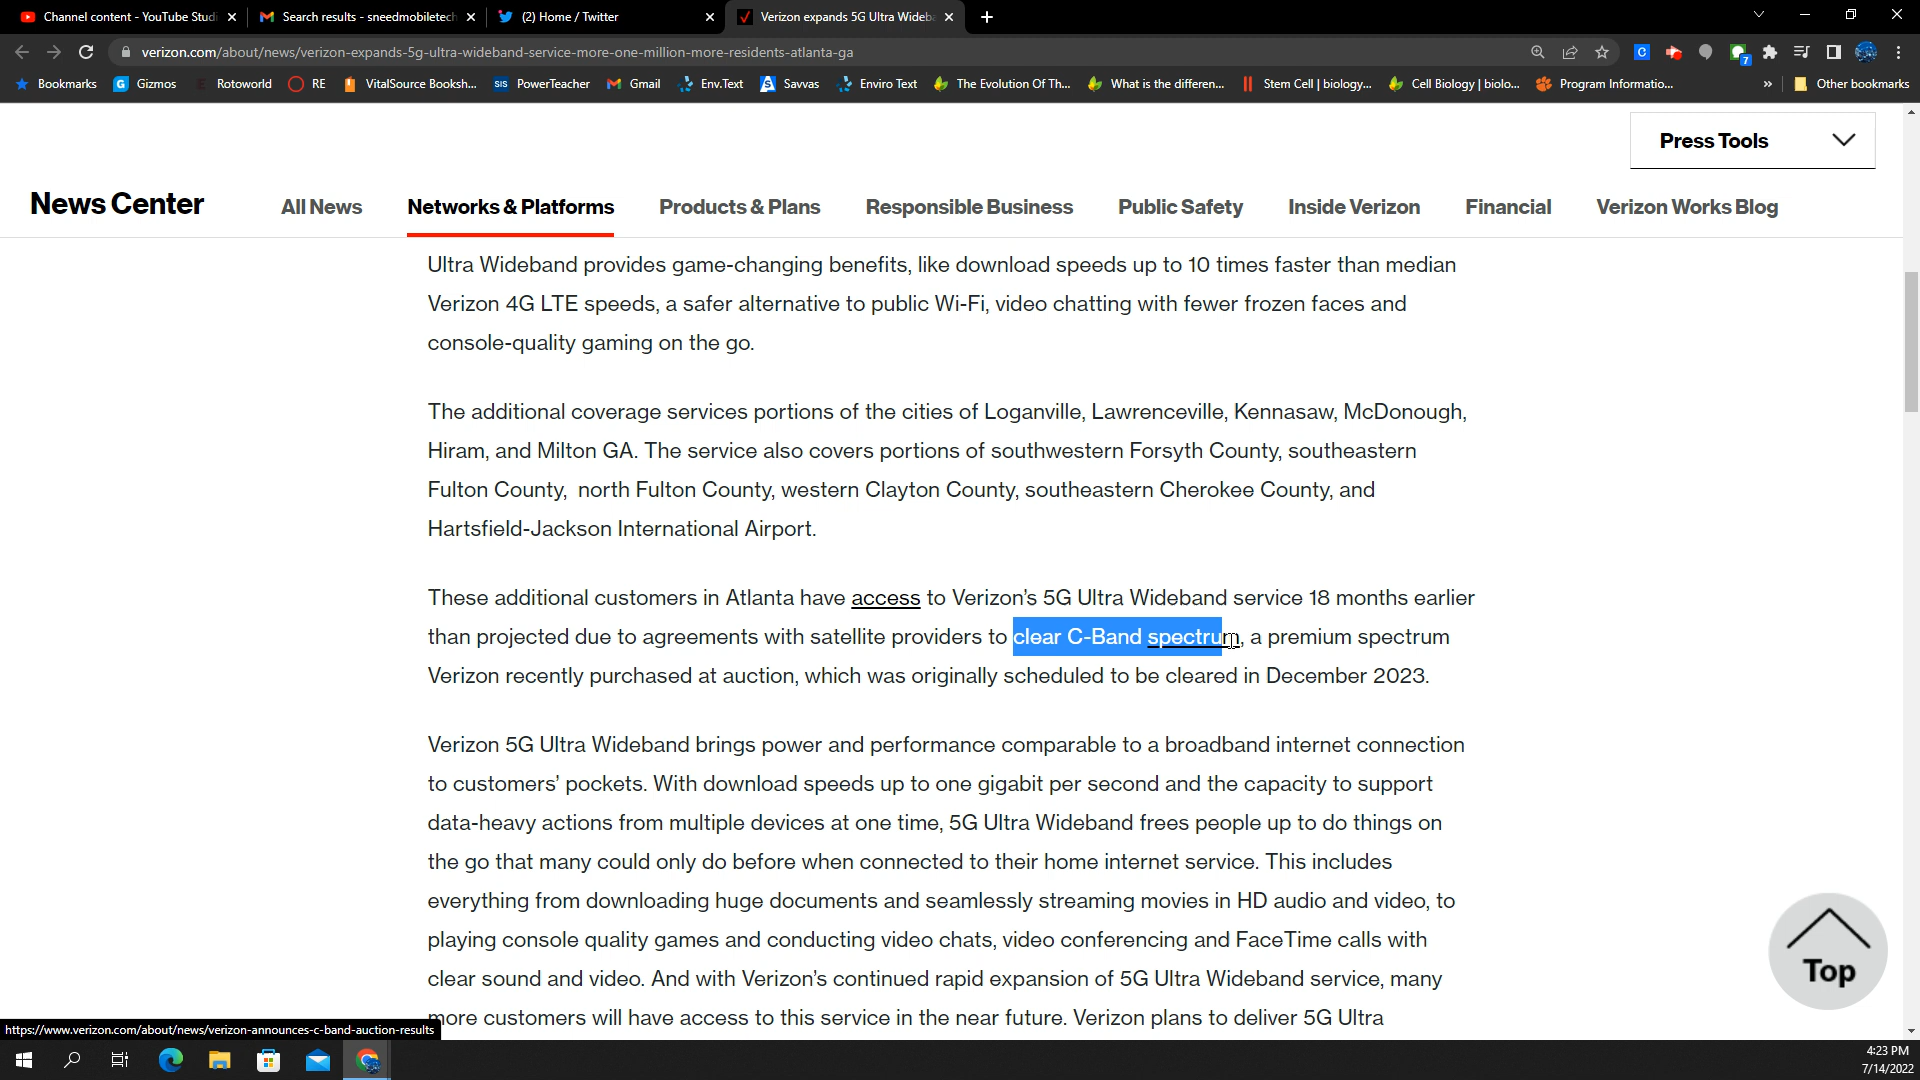 Channel content - YouTube Studi
Search results - sneedmobiletech
(2) Home / Twitter
Verizon expands 5G Ultra Wideba
verizon.com/about/news/verizon-expands-5g-ultra-wideband-service-more-one-million-more-residents-atlanta-ga
Bookmarks
Gizmos
Rotoworld
RE
VitalSource Booksh...
SIS PowerTeacher
Gmail
Env.Text
Savvas
Enviro Text
The Evolution Of Th...
What is the differen...
Stem Cell | biology...
Cell Biology | biolo...
Program Informatio...
»
Other bookmarks
Press Tools
News Center
All News
Networks & Platforms
Products & Plans
Responsible Business
Public Safety
Inside Verizon
Financial
Verizon Works Blog
Ultra Wideband provides game-changing benefits, like download speeds up to 10 times faster than median
Verizon 4G LTE speeds, a safer alternative to public Wi-Fi, video chatting with fewer frozen faces and
console-quality gaming on the go.
The additional coverage services portions of the cities of Loganville, Lawrenceville, Kennasaw, McDonough,
Hiram, and Milton GA. The service also covers portions of southwestern Forsyth County, southeastern
Fulton County,  north Fulton County, western Clayton County, southeastern Cherokee County, and
Hartsfield-Jackson International Airport.
These additional customers in Atlanta have access to Verizon's 5G Ultra Wideband service 18 months earlier
than projected due to agreements with satellite providers to clear C-Band spectrum, a premium spectrum
Verizon recently purchased at auction, which was originally scheduled to be cleared in December 2023.
Verizon 5G Ultra Wideband brings power and performance comparable to a broadband internet connection
to customers' pockets. With download speeds up to one gigabit per second and the capacity to support
data-heavy actions from multiple devices at one time, 5G Ultra Wideband frees people up to do things on
the go that many could only do before when connected to their home internet service. This includes
everything from downloading huge documents and seamlessly streaming movies in HD audio and video, to
playing console quality games and conducting video chats, video conferencing and FaceTime calls with
clear sound and video. And with Verizon's continued rapid expansion of 5G Ultra Wideband service, many
more customers will have access to this service in the near future. Verizon plans to deliver 5G Ultra
Top
https://www.verizon.com/about/news/verizon-announces-c-band-auction-results
4:23 PM
7/14/2022